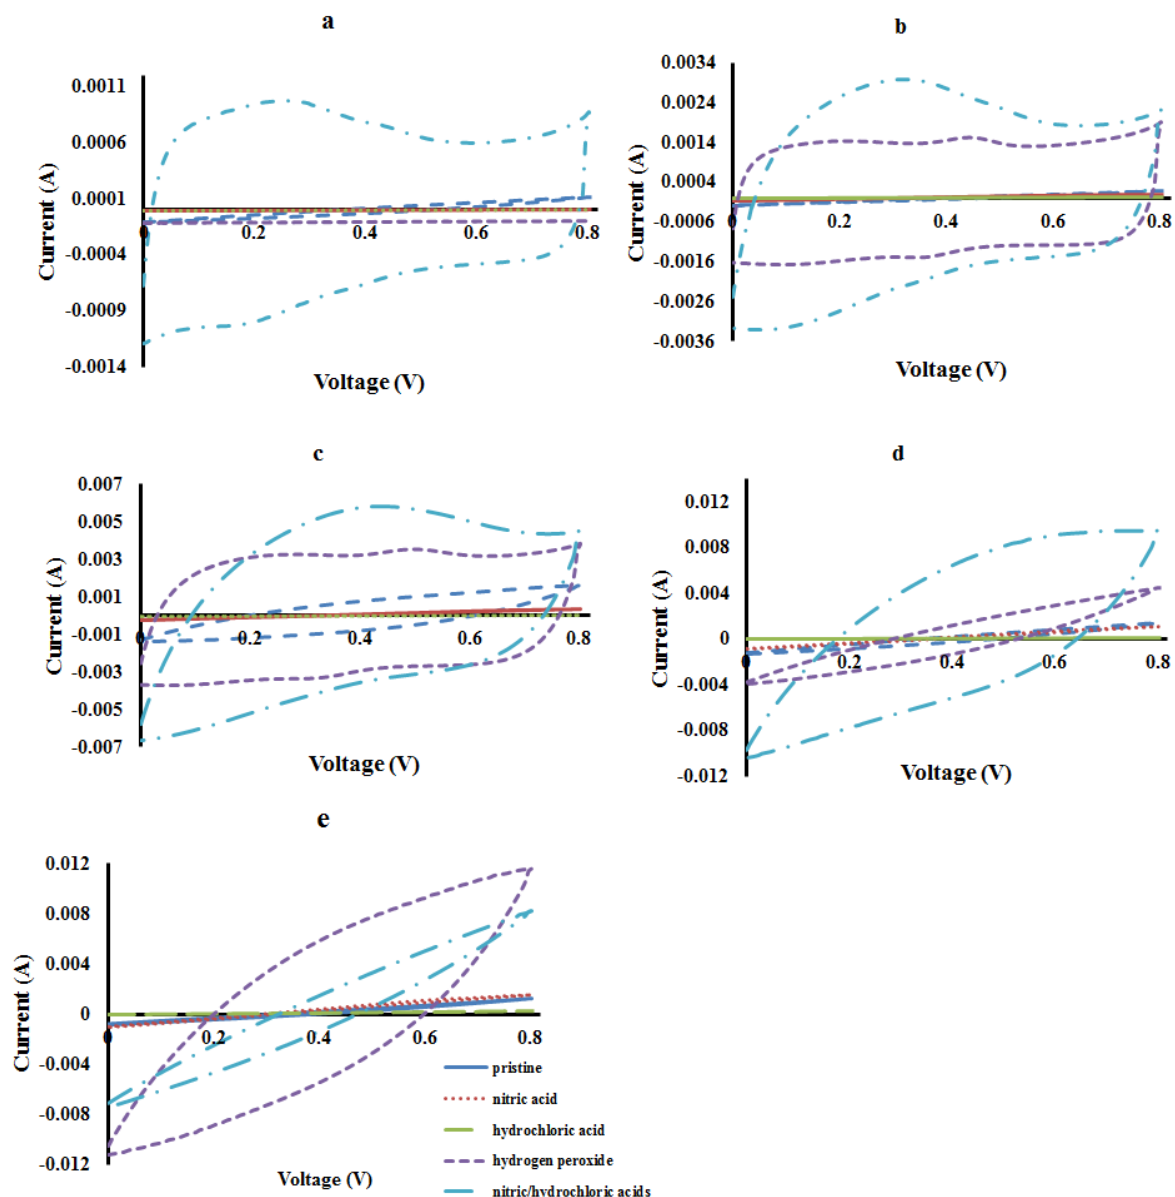 a
0.0011
0.0006
0.0001
-0.0004
-0.0009
-0.0014
0 0.2 0.4 0.6 0.8
Current (A)
Voltage (V)
b
0.0034
0.0024
0.0014
0.0004
-0.0006
-0.0016
-0.0026
-0.0036
0 0.2 0.4 0.6 0.8
Current (A)
Voltage (V)
c
0.007
0.005
0.003
0.001
-0.001
-0.003
-0.005
-0.007
0 0.2 0.4 0.6 0.8
Current (A)
Voltage (V)
d
0.012
0.008
0.004
0
-0.004
-0.008
-0.012
0 0.2 0.4 0.6 0.8
Current (A)
Voltage (V)
e
0.012
0.008
0.004
0
-0.004
-0.008
-0.012
0 0.2 0.4 0.6 0.8
Current (A)
Voltage (V)
pristine
nitric acid
hydrochloric acid
hydrogen peroxide
nitric/hydrochloric acids